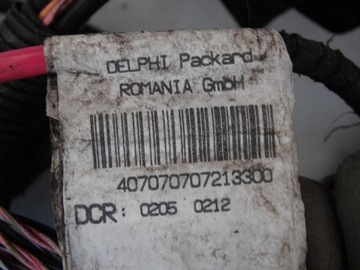 DELPHI Packard
ROMANIA GmbH
407070707213300
DCR: 0205 0212